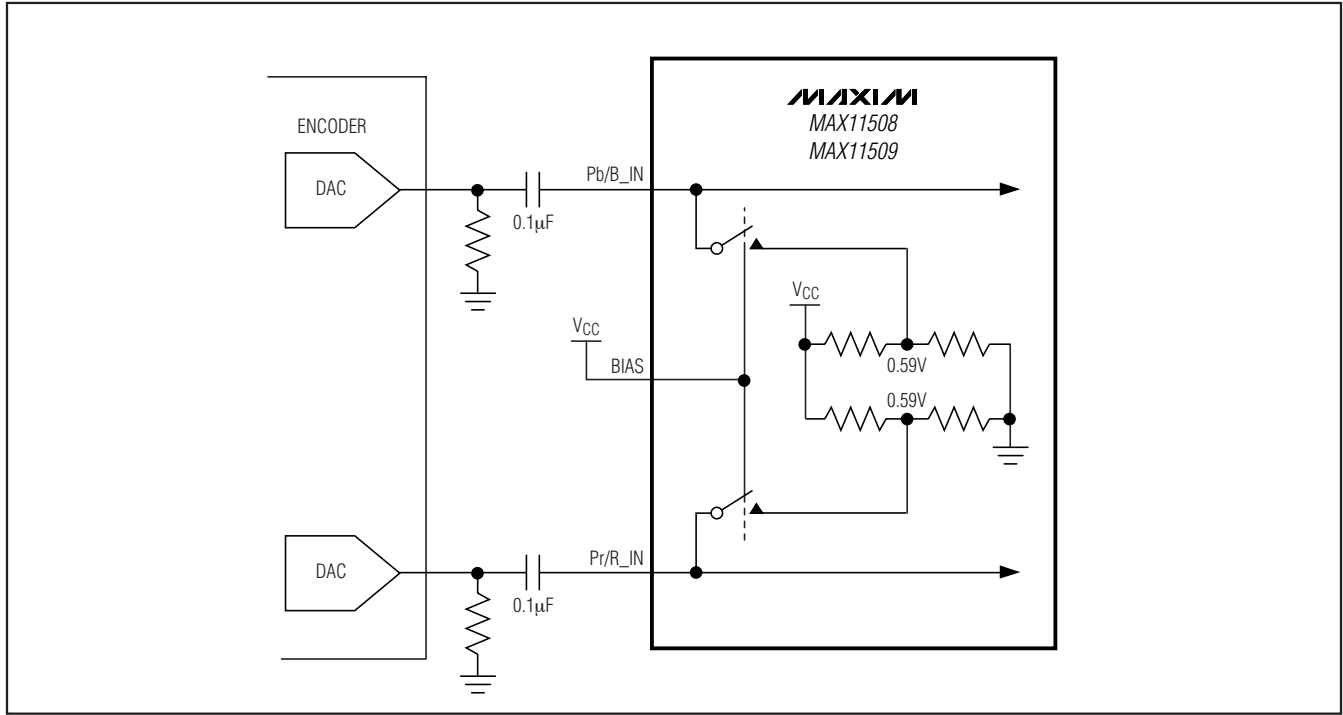 MAXIM
MAX11508
MAX11509
ENCODER
DAC
Pb/B_IN
0.1µF
VCC
VCC
0.59V
BIAS
0.59V
DAC
Pr/R_IN
0.1µF